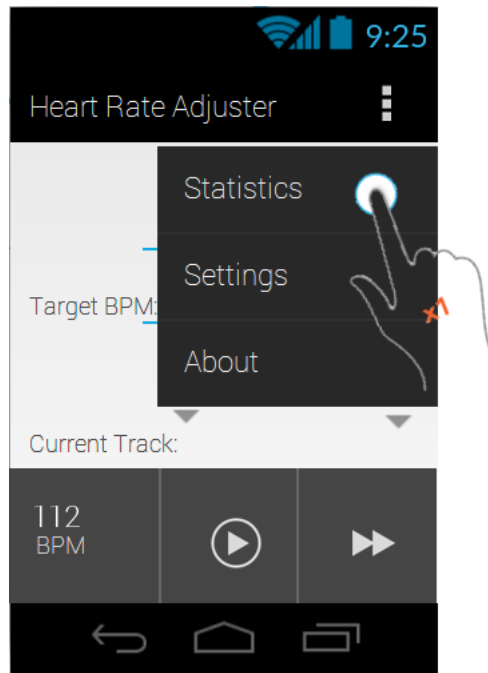 9:25
Heart Rate Adjuster
Statistics
Settings
Target BPM:
About
Current Track:
112
BPM
x1